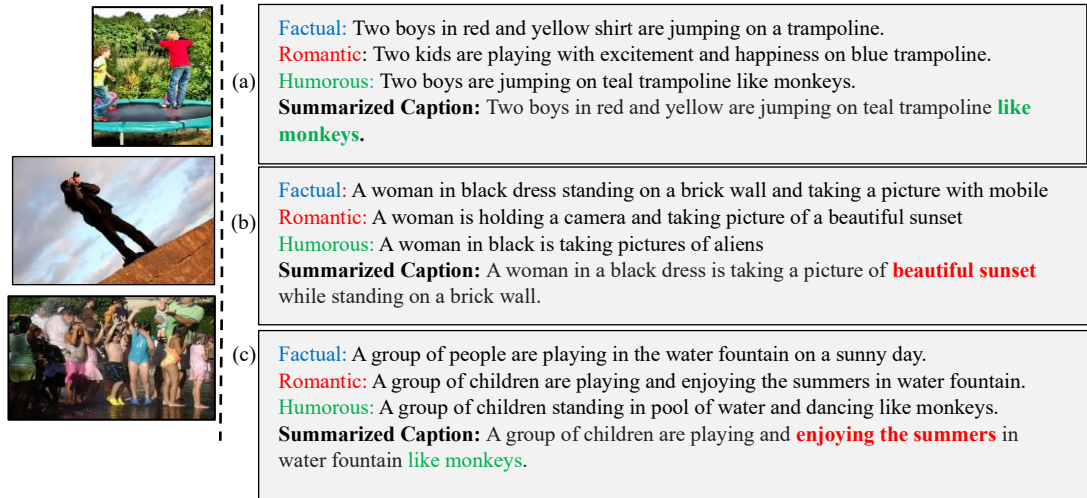 (a)
Factual: Two boys in red and yellow shirt are jumping on a trampoline.
Romantic: Two kids are playing with excitement and happiness on blue trampoline.
Humorous: Two boys are jumping on teal trampoline like monkeys.
Summarized Caption: Two boys in red and yellow are jumping on teal trampoline like
monkeys.
(b)
Factual: A woman in black dress standing on a brick wall and taking a picture with mobile
Romantic: A woman is holding a camera and taking picture of a beautiful sunset
Humorous: A woman in black is taking pictures of aliens
Summarized Caption: A woman in a black dress is taking a picture of beautiful sunset
while standing on a brick wall.
(c)
Factual: A group of people are playing in the water fountain on a sunny day.
Romantic: A group of children are playing and enjoying the summers in water fountain.
Humorous: A group of children standing in pool of water and dancing like monkeys.
Summarized Caption: A group of children are playing and enjoying the summers in
water fountain like monkeys.